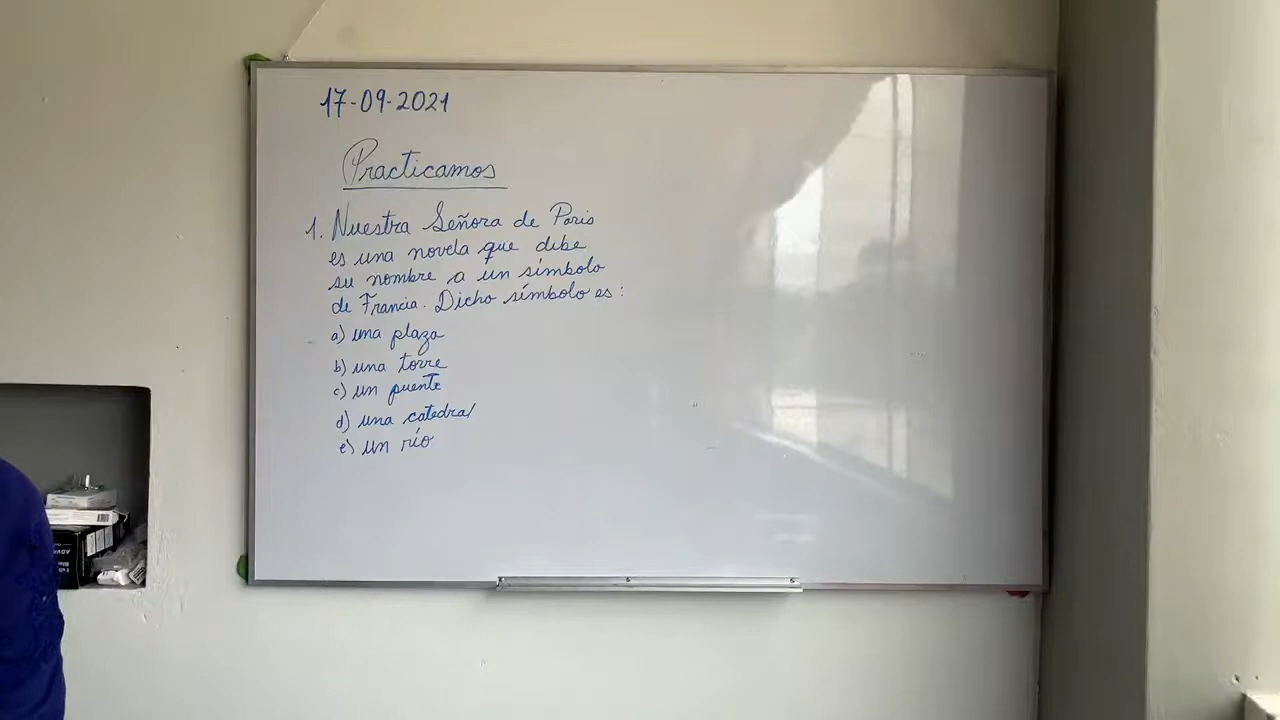 17-09-2021
Practicamos
1. Nuestra Señora de Paris
es una novela que debe
su nombre a un símbolo
de Francia. Dicho símbolo es:
a) una plaza
b) una torre
c) un puente
d) una catedral
e) un río